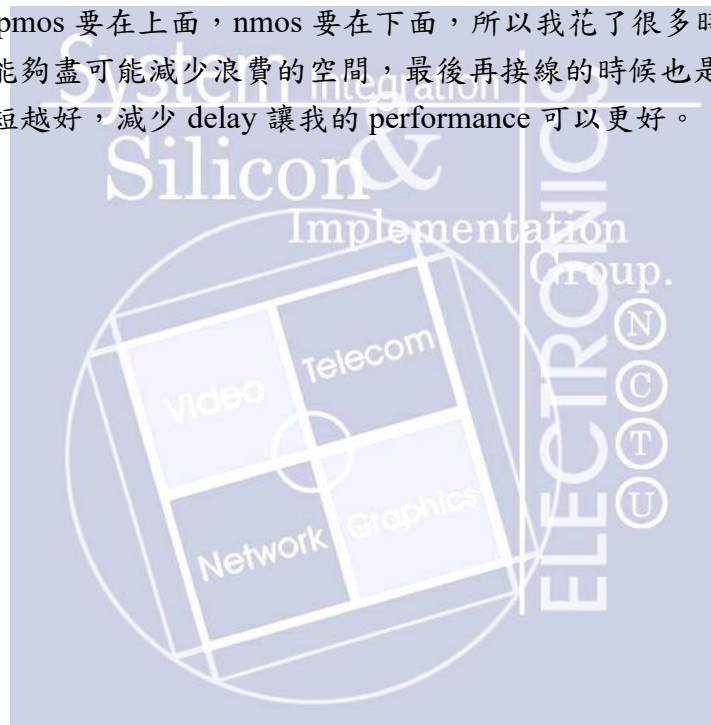 pmos 要在上面，nmos 要在下面，所以我花了很多時
能夠盡可能減少浪費的空間，最後再接線的時候也是
短越好，減少 delay 讓我的 performance 可以更好。
System Integration
Silicon &
Implementation
Group.
ELECTRONICS
N
C
T
U
Video
Telecom
Network
Graphics